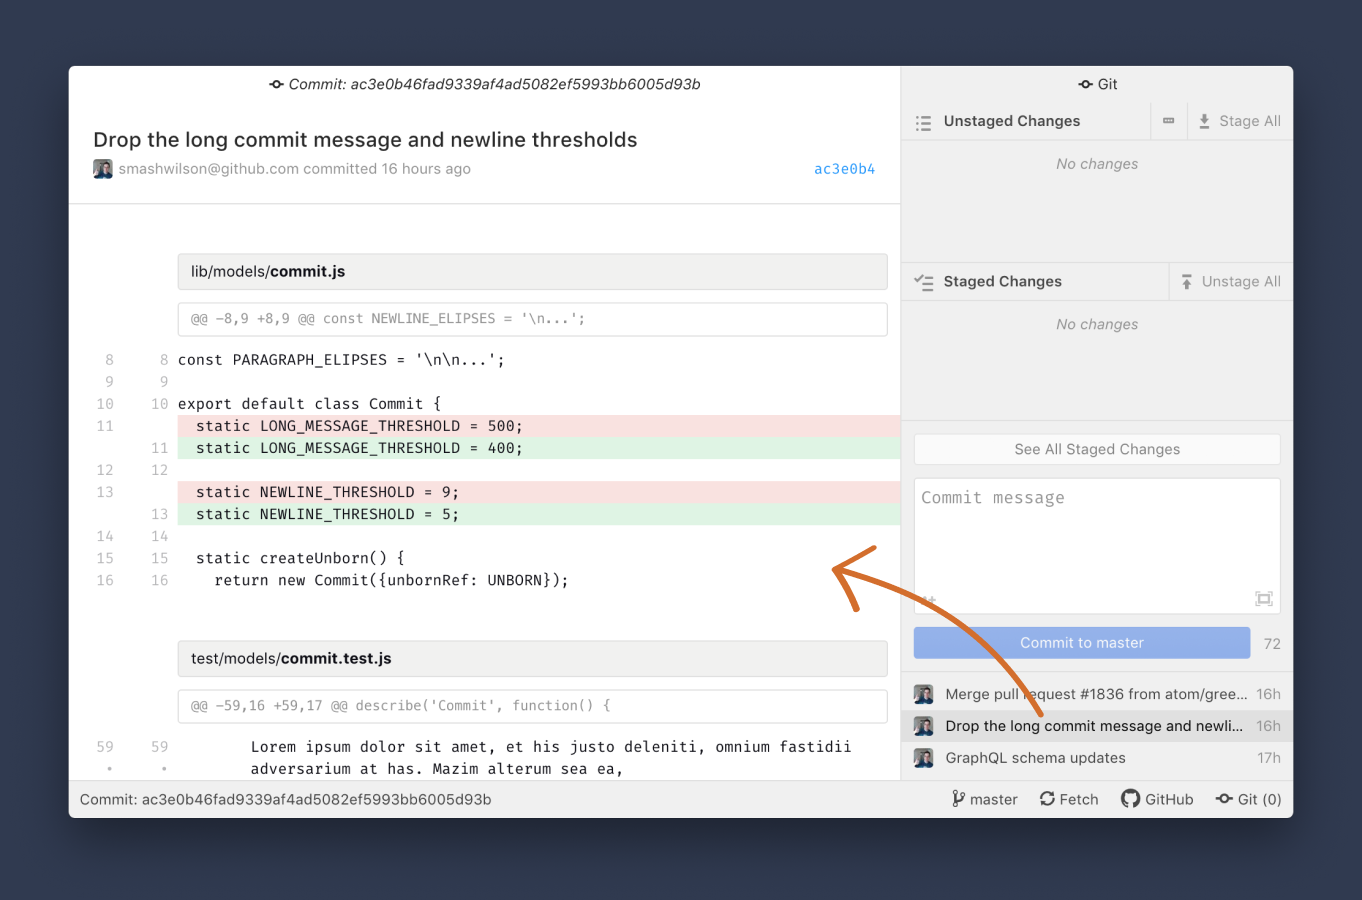 Commit: ac3e0b46fad9339af4ad5082ef5993bb6005d93b
Drop the long commit message and newline thresholds
smashwilson@github.com committed 16 hours ago
ac3e0b4
lib/models/commit.js
@@ -8,9 +8,9 @@ const NEWLINE_ELIPSES = '\n...';
8 8 const PARAGRAPH_ELIPSES = '\n\n...';
9 9
10 10 export default class Commit {
11 static LONG_MESSAGE_THRESHOLD = 500;
11 static LONG_MESSAGE_THRESHOLD = 400;
12 12
13 static NEWLINE_THRESHOLD = 9;
13 static NEWLINE_THRESHOLD = 5;
14 14
15 15 static createUnborn() {
16 16 return new Commit({unbornRef: UNBORN});
test/models/commit.test.js
@@ -59,16 +59,17 @@ describe('Commit', function() {
59 59 Lorem ipsum dolor sit amet, et his justo deleniti, omnium fastidii
• • adversarium at has. Mazim alterum sea ea,
Git
Unstaged Changes
Stage All
No changes
Staged Changes
Unstage All
No changes
See All Staged Changes
Commit message
Commit to master
72
Merge pull request #1836 from atom/gree... 16h
Drop the long commit message and newli... 16h
GraphQL schema updates 17h
Commit: ac3e0b46fad9339af4ad5082ef5993bb6005d93b
master
Fetch
GitHub
Git (0)